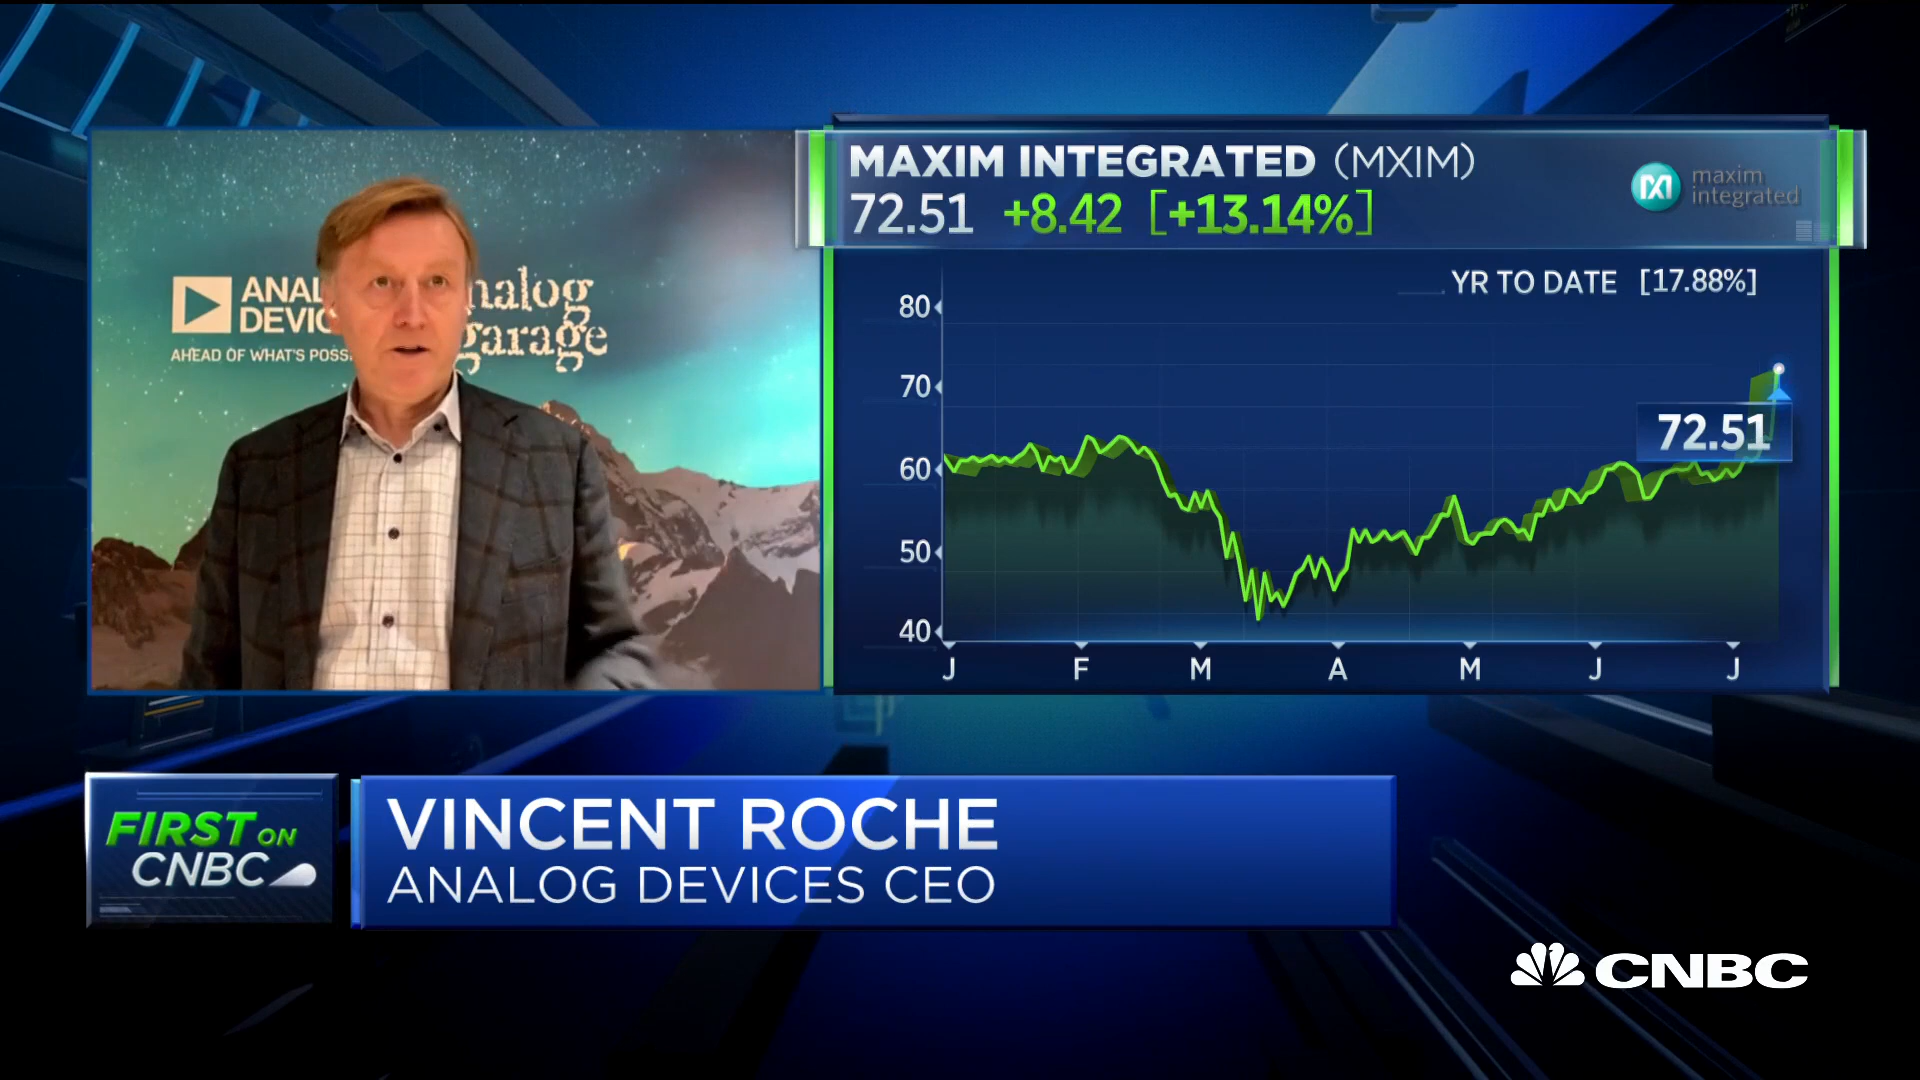 MAXIM INTEGRATED (MXIM)
72.51 +8.42 [+13.14%]
maxim
integrated
YR TO DATE [17.88%]
80
70
60
50
40
72.51
J F M A M J J
ANAL
DEVIC
AHEAD OF WHAT'S POSS
nalog
garage
FIRST ON
CNBC
VINCENT ROCHE
ANALOG DEVICES CEO
CNBC